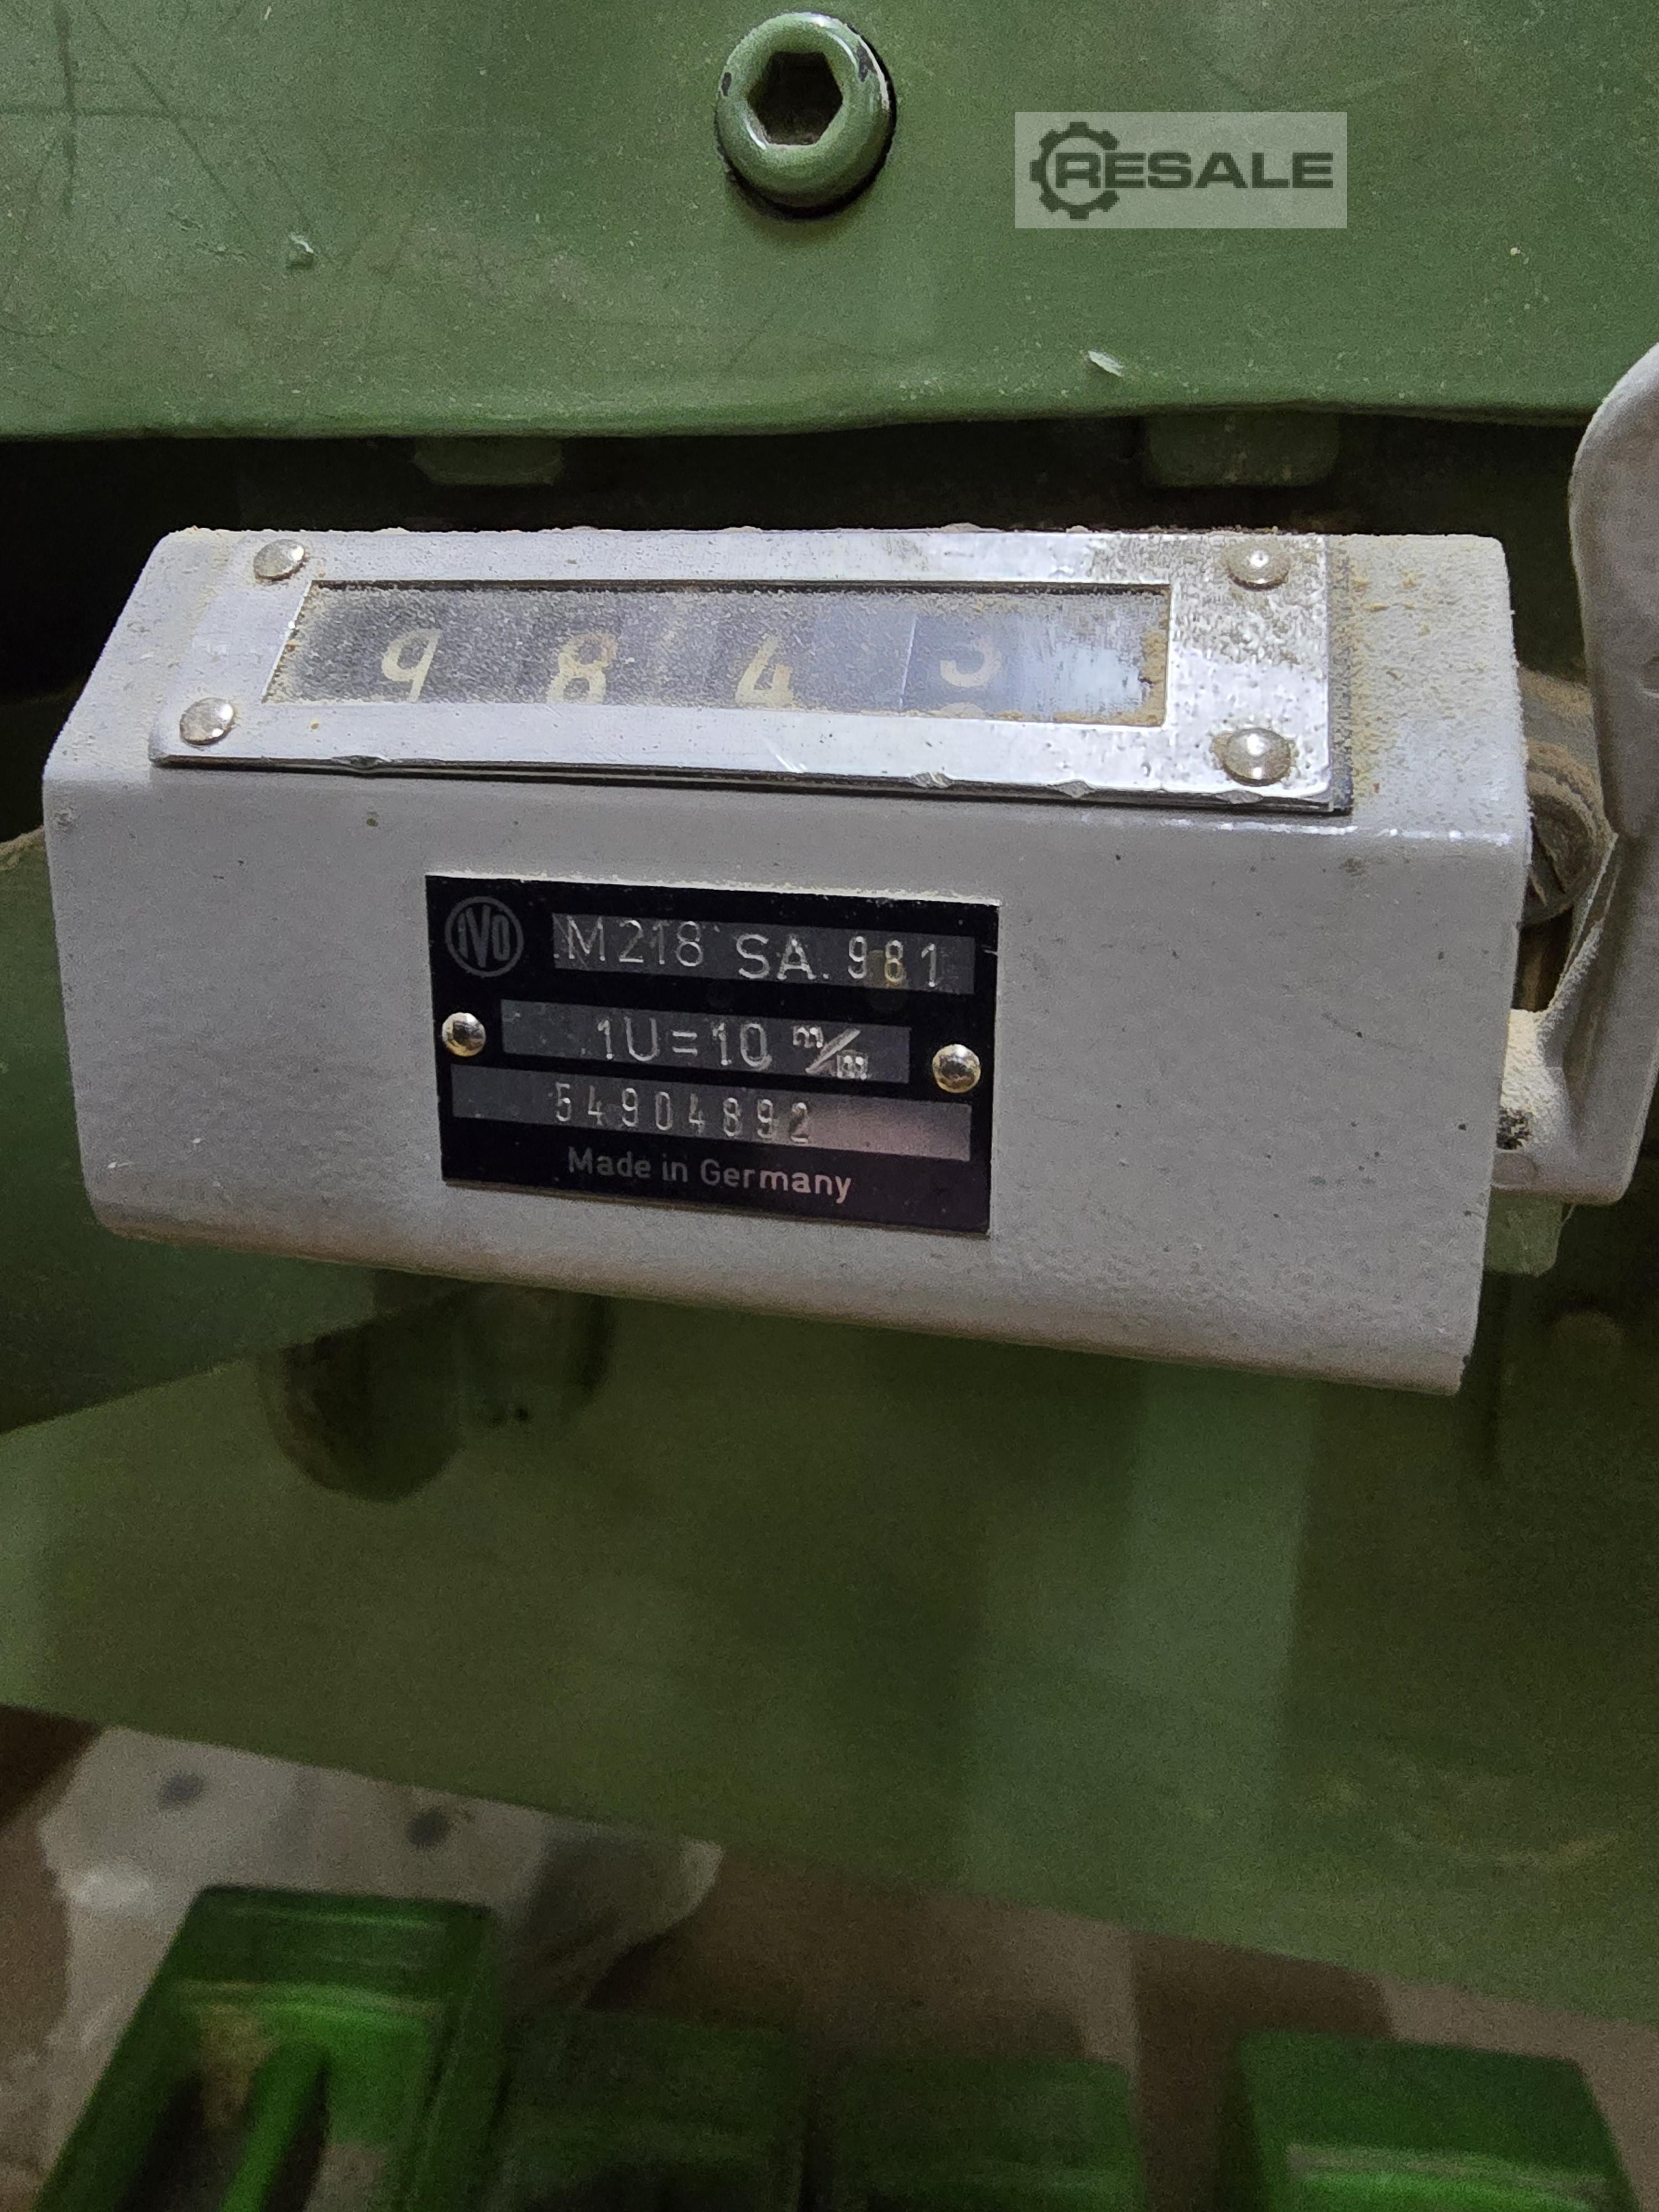 RESALE
9 8 4 3
iVO M218 SA. 981
1U=10 m/m
54904892
Made in Germany